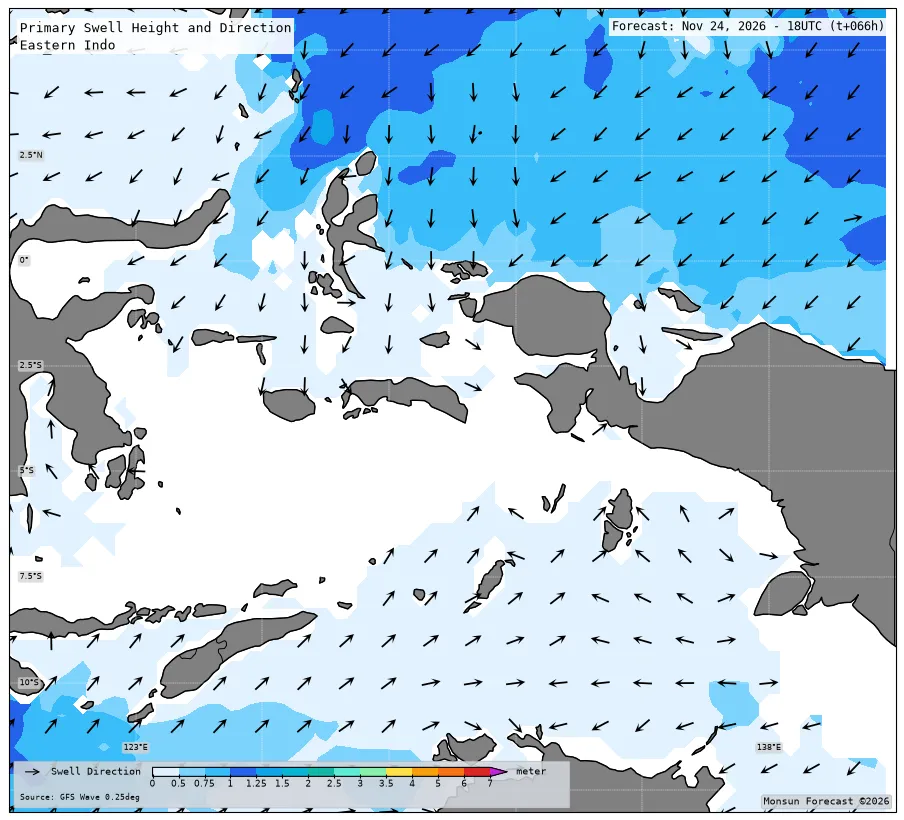 Primary Swell Height and Direction
Eastern Indo
Forecast: Nov 24, 2026 - 18UTC (t+066h)
2.5°N
0°
2.5°S
5°S
7.5°S
10°S
123°E
138°E
Swell Direction
meter
0 0.5 0.75 1 1.25 1.5 2 2.5 3 3.5 4 5 6 7
Source: GFS Wave 0.25deg
Monsun Forecast ©2026